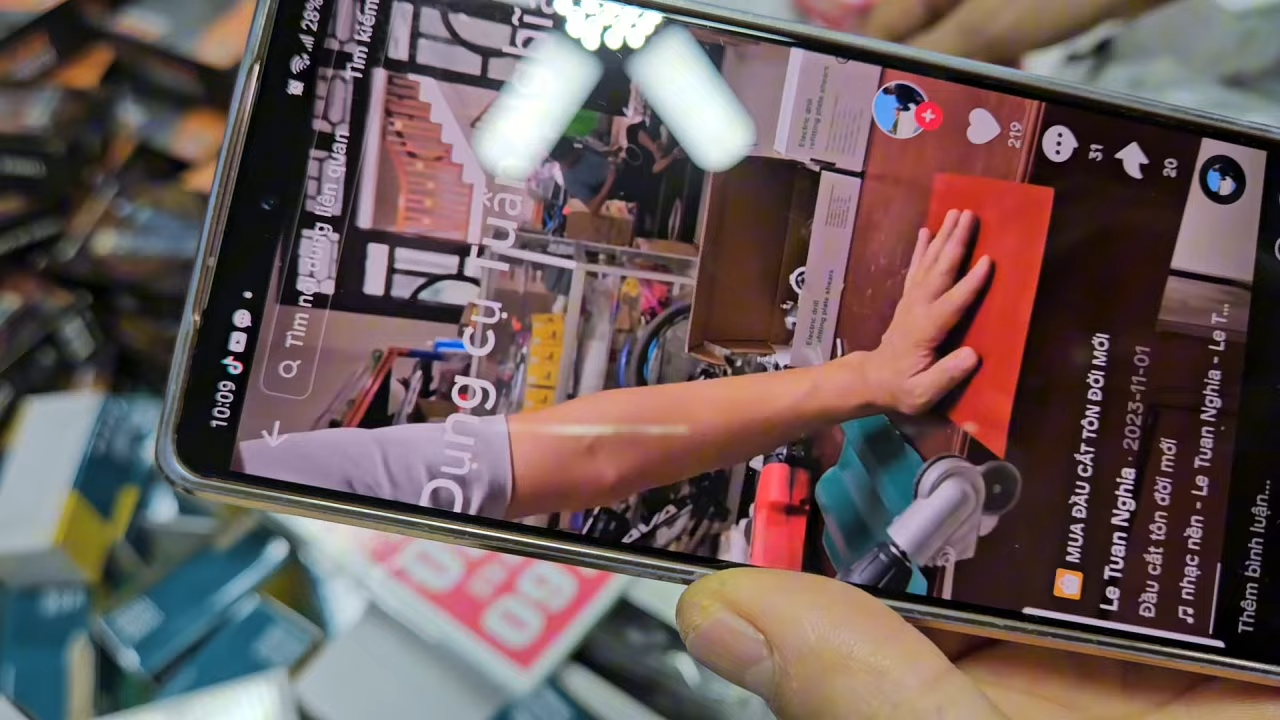 10:09
28%
Tìm nội dung liên quan
Tìm kiếm
Dụng cụ Tuấn
Electric drill
refitting plate shears
Electric drill
refitting plate shears
219
31
20
MUA ĐẦU CẮT TÔN ĐỜI MỚI
Le Tuan Nghia · 2023-11-01
Đầu cắt tôn đời mới
nhạc nền - Le Tuan Nghia - Le T...
Thêm bình luận...